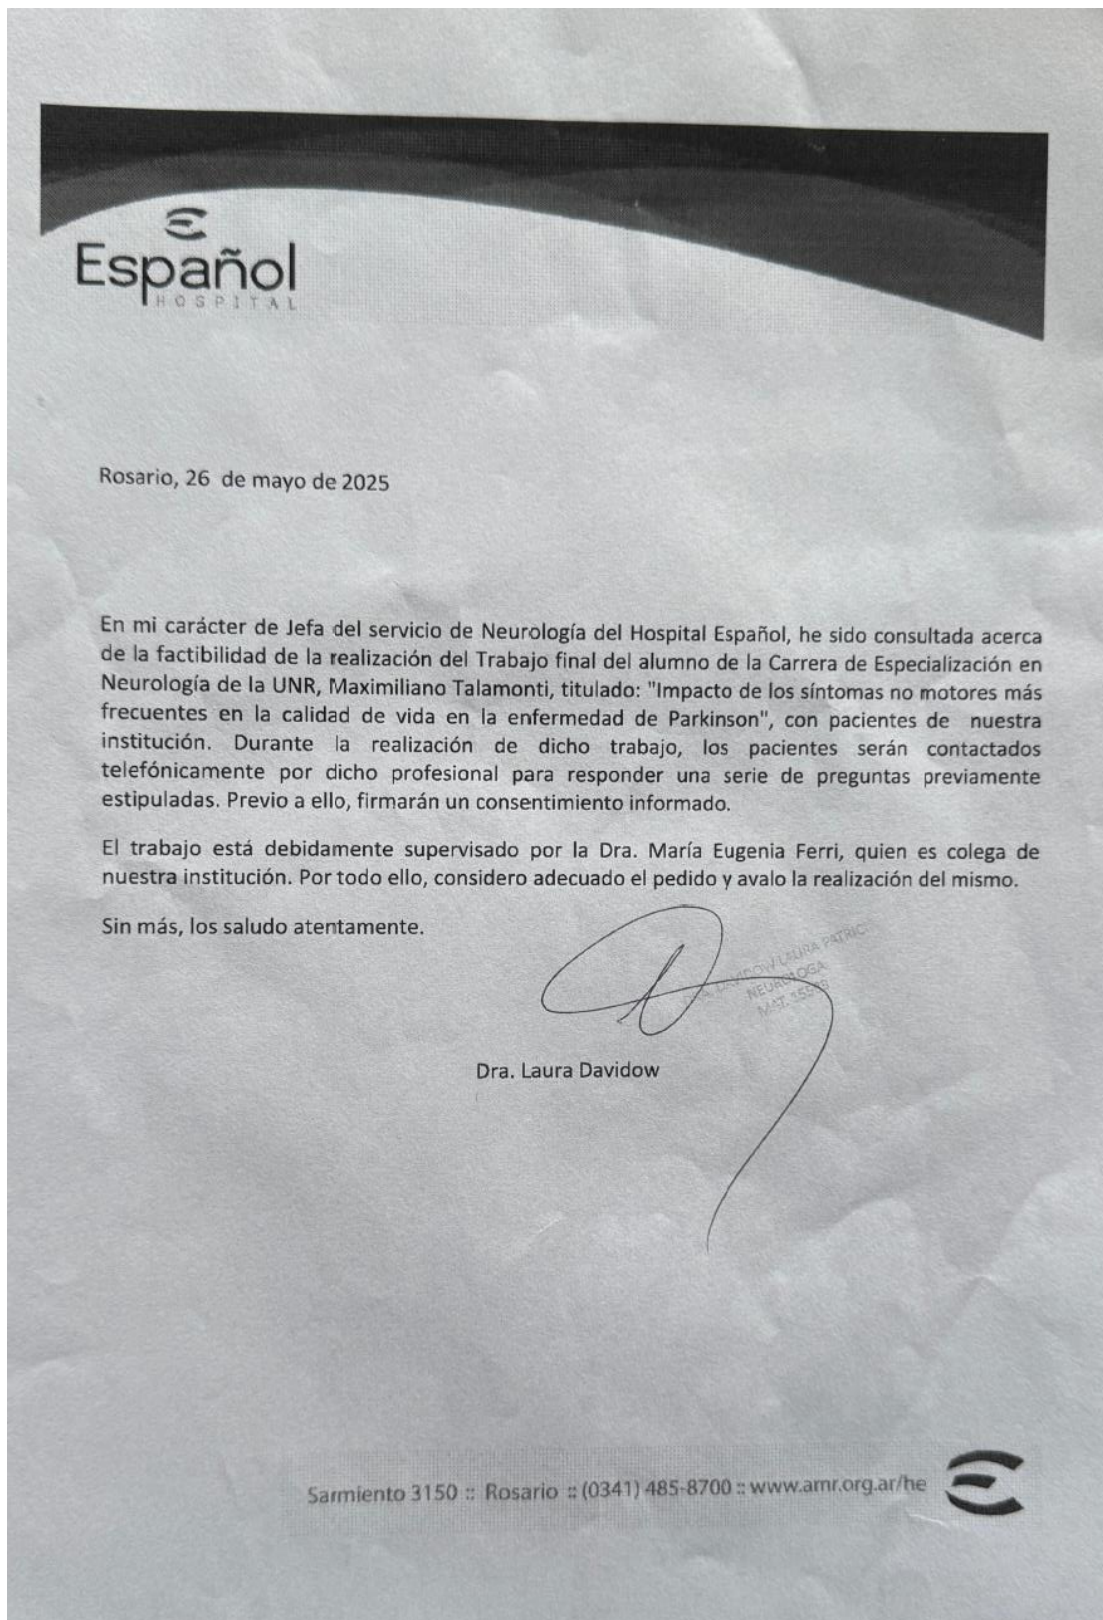 Español
HOSPITAL
Rosario, 26 de mayo de 2025
En mi carácter de Jefa del servicio de Neurología del Hospital Español, he sido consultada acerca
de la factibilidad de la realización del Trabajo final del alumno de la Carrera de Especialización en
Neurología de la UNR, Maximiliano Talamonti, titulado: "Impacto de los síntomas no motores más
frecuentes en la calidad de vida en la enfermedad de Parkinson", con pacientes de nuestra
institución. Durante la realización de dicho trabajo, los pacientes serán contactados
telefónicamente por dicho profesional para responder una serie de preguntas previamente
estipuladas. Previo a ello, firmarán un consentimiento informado.
El trabajo está debidamente supervisado por la Dra. María Eugenia Ferri, quien es colega de
nuestra institución. Por todo ello, considero adecuado el pedido y avalo la realización del mismo.
Sin más, los saludo atentamente.
DAVIDOW LAURA
NEUROLOGA
MAT.
Dra. Laura Davidow
Sarmiento 3150 :: Rosario :: (0341) 485-8700 :: www.amr.org.ar/he